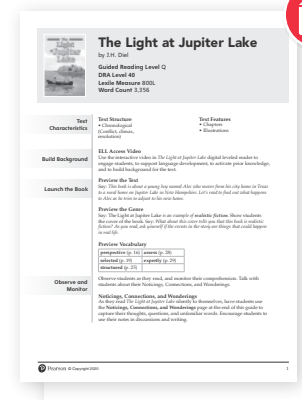 The Light at Jupiter Lake
by J.H. Diel
Guided Reading Level Q
DRA Level 40
Lexile Measure 800L
Word Count 3,356
Text
Characteristics
Text Structure
• Chronological
(Conflict, climax,
resolution)
Text Features
• Chapters
• Illustrations
Build Background
ELL Access Video
Use the interactive video in The Light at Jupiter Lake digital leveled reader to
engage students, to support language development, to activate prior knowledge,
and to build background for the text.
Launch the Book
Preview the Text
Say: This book is about a young boy named Alex who moves from his city home in Texas
to a rural home on Jupiter Lake in New Hampshire. Let's read to find out what happens
to Alex as he tries to adjust to his new home.
Preview the Genre
Say: The Light at Jupiter Lake is an example of realistic fiction. Show students
the cover of the book. Say: What about this cover tells you that this book is realistic
fiction? As you read, ask yourself if the events in the story are things that could happen
in real life.
Preview Vocabulary
perspective (p. 16) assess (p. 28)
selected (p. 19) expertly (p. 29)
structured (p. 25)
Observe and
Monitor
Observe students as they read, and monitor their comprehension. Talk with
students about their Noticings, Connections, and Wonderings.
Noticings, Connections, and Wonderings
As they read The Light at Jupiter Lake silently to themselves, have students use
the Noticings, Connections, and Wonderings page at the end of this guide to
capture their thoughts, questions, and unfamiliar words. Encourage students to
use their notes in discussions and writing.
Pearson © Copyright 2020
1